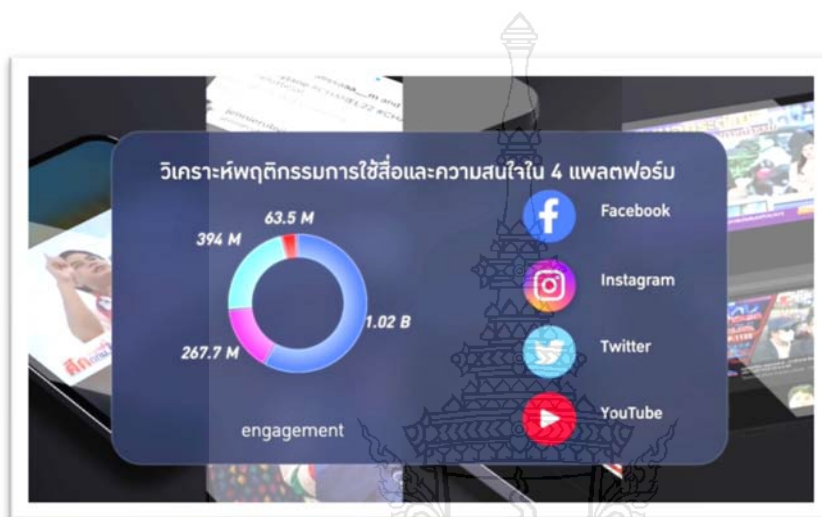 วิเคราะห์พฤติกรรมการใช้สื่อและความสนใจใน 4 แพลตฟอร์ม
63.5 M
394 M
1.02 B
267.7 M
engagement
Facebook
Instagram
Twitter
YouTube